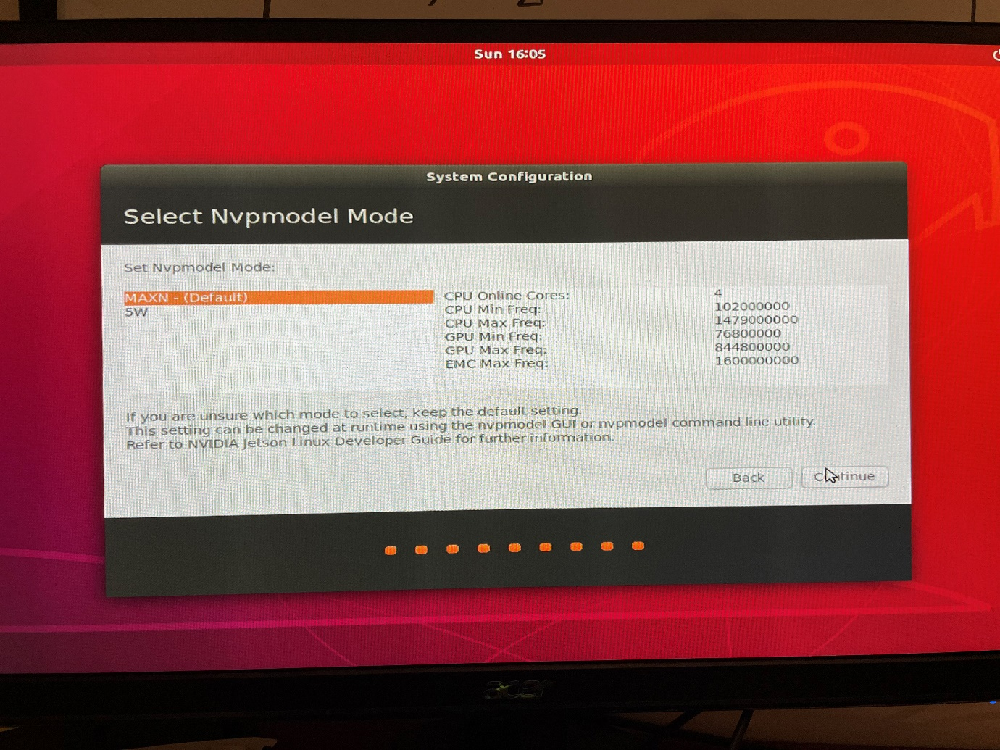 Sun 16:05
System Configuration
Select Nvpmodel Mode
Set Nvpmodel Mode:
MAXN - (Default)
5W
CPU Online Cores: 4
CPU Min Freq: 102000000
CPU Max Freq: 1479000000
GPU Min Freq: 76800000
GPU Max Freq: 844800000
EMC Max Freq: 1600000000
If you are unsure which mode to select, keep the default setting.
This setting can be changed at runtime using the nvpmodel GUI or nvpmodel command line utility.
Refer to NVIDIA Jetson Linux Developer Guide for further information.
Back Continue
acer